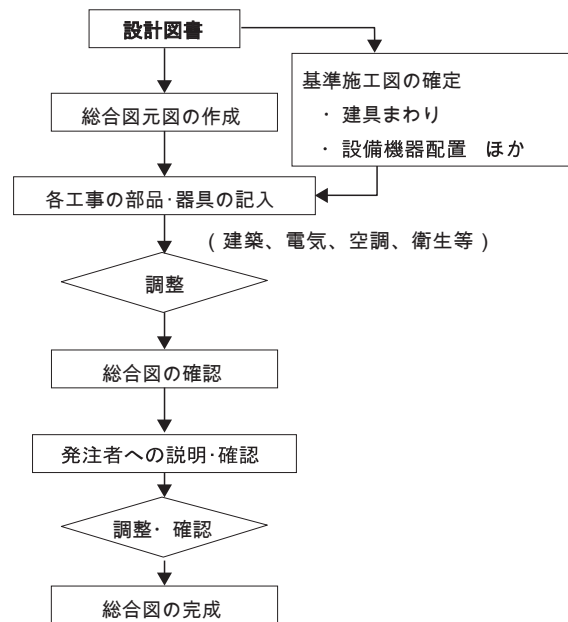 設計図書
基準施工図の確定
・ 建具まわり
・ 設備機器配置 ほか
総合図元図の作成
各工事の部品・器具の記入
( 建築、電気、空調、衛生等 )
調整
総合図の確認
発注者への説明・確認
調整・ 確認
総合図の完成